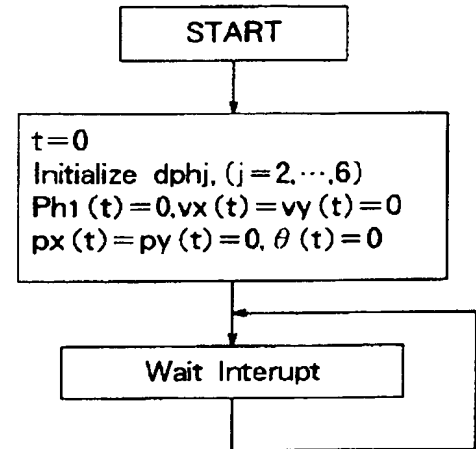 START
t=0
Initialize dphj, (j=2,…,6)
Ph1(t)=0,vx(t)=vy(t)=0
px(t)=py(t)=0, θ(t)=0
Wait Interupt